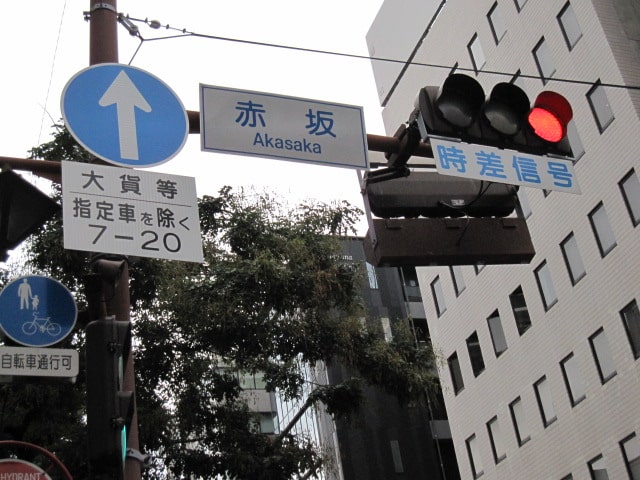 赤坂
Akasaka
時差信号
大貨等
指定車を除く
7-20
自転車通行可
HYDRANT